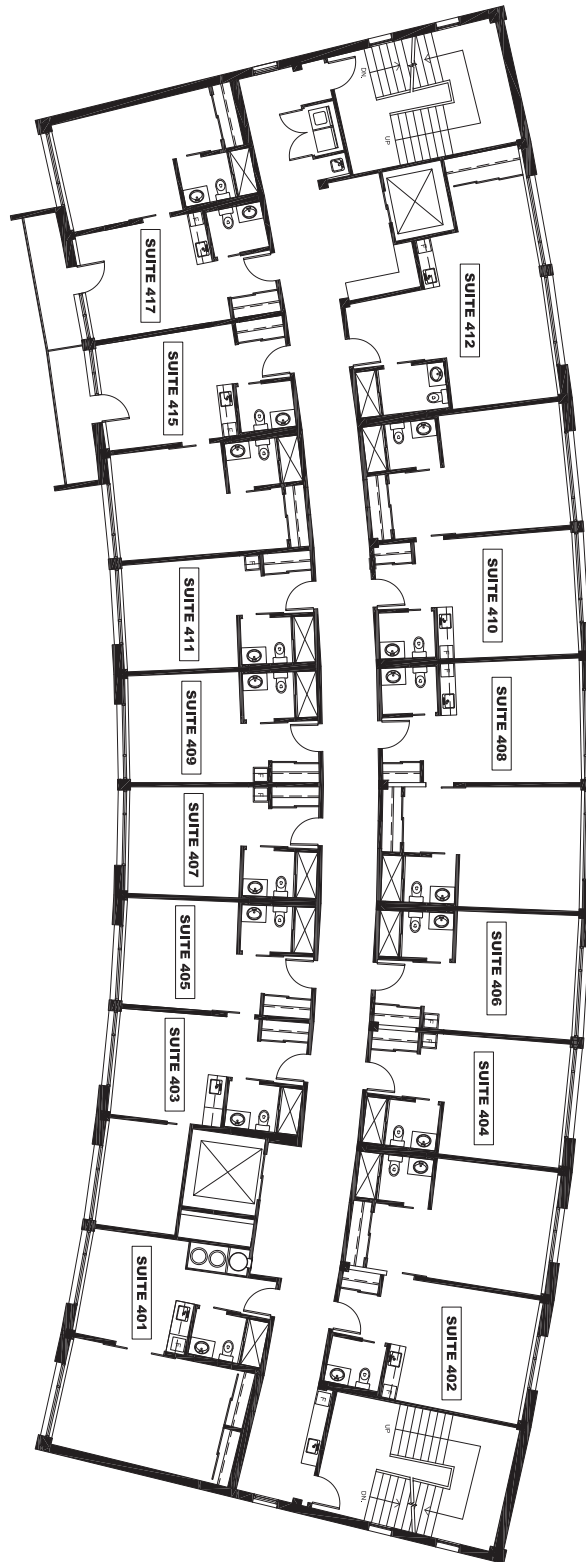 DN.
UP
SUITE 417
SUITE 412
SUITE 415
SUITE 411
SUITE 410
SUITE 409
SUITE 408
SUITE 407
SUITE 405
SUITE 406
SUITE 403
SUITE 404
SUITE 401
SUITE 402
UP
DN.
F
F
F
F
F
F
F
F
F
F
F
F